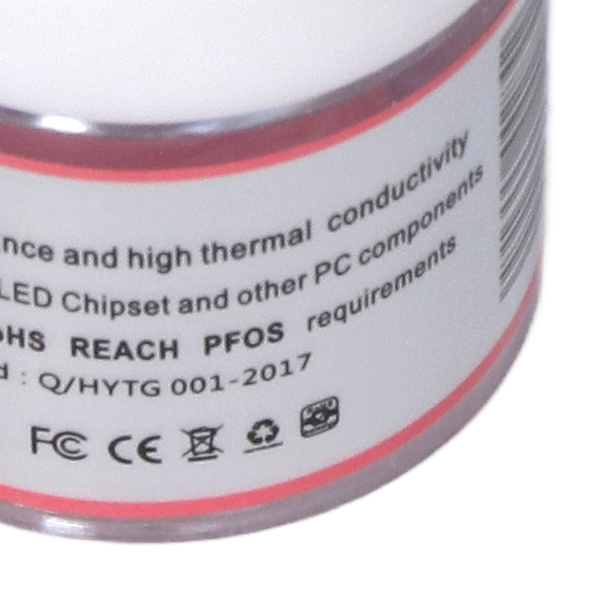 nce and high thermal conductivity
LED Chipset and other PC components
HS REACH PFOS requirements
d : Q/HYTG 001-2017
FC CE